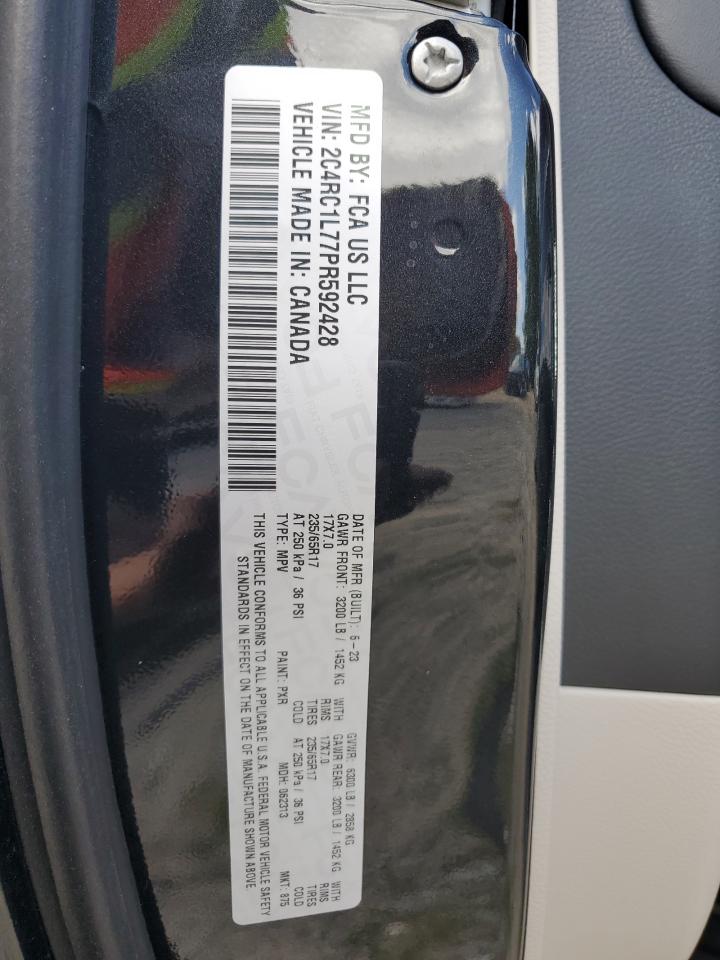 MFD BY: FCA US LLC
VIN: 2C4RC1L77PR592428
VEHICLE MADE IN: CANADA
DATE OF MFR (BUILT): 6-23 GVWR: 6300 LB / 2858 KG
GAWR FRONT: 3200 LB / 1452 KG WITH GAWR REAR: 3200 LB / 1452 KG WITH
17X7.0 RIMS 17X7.0 RIMS
235/65R17 TIRES 235/65R17 TIRES
AT 250 kPa / 36 PSI COLD AT 250 kPa / 36 PSI COLD
TYPE: MPV PAINT: PXR MDH: 062313 MKT: 875
THIS VEHICLE CONFORMS TO ALL APPLICABLE U.S.A. FEDERAL MOTOR VEHICLE SAFETY
STANDARDS IN EFFECT ON THE DATE OF MANUFACTURE SHOWN ABOVE